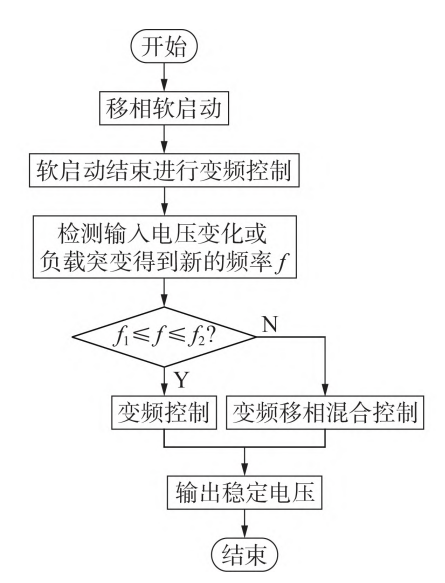 开始
移相软启动
软启动结束进行变频控制
检测输入电压变化或
负载突变得到新的频率f
f₁≤f≤f₂?
N
Y
变频控制
变频移相混合控制
输出稳定电压
结束